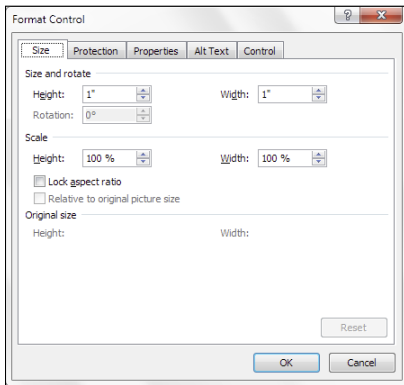 Format Control
Size Protection Properties Alt Text Control
Size and rotate
Height: 1" Width: 1"
Rotation: 0°
Scale
Height: 100 % Width: 100 %
Lock aspect ratio
Relative to original picture size
Original size
Height: Width:
Reset
OK Cancel